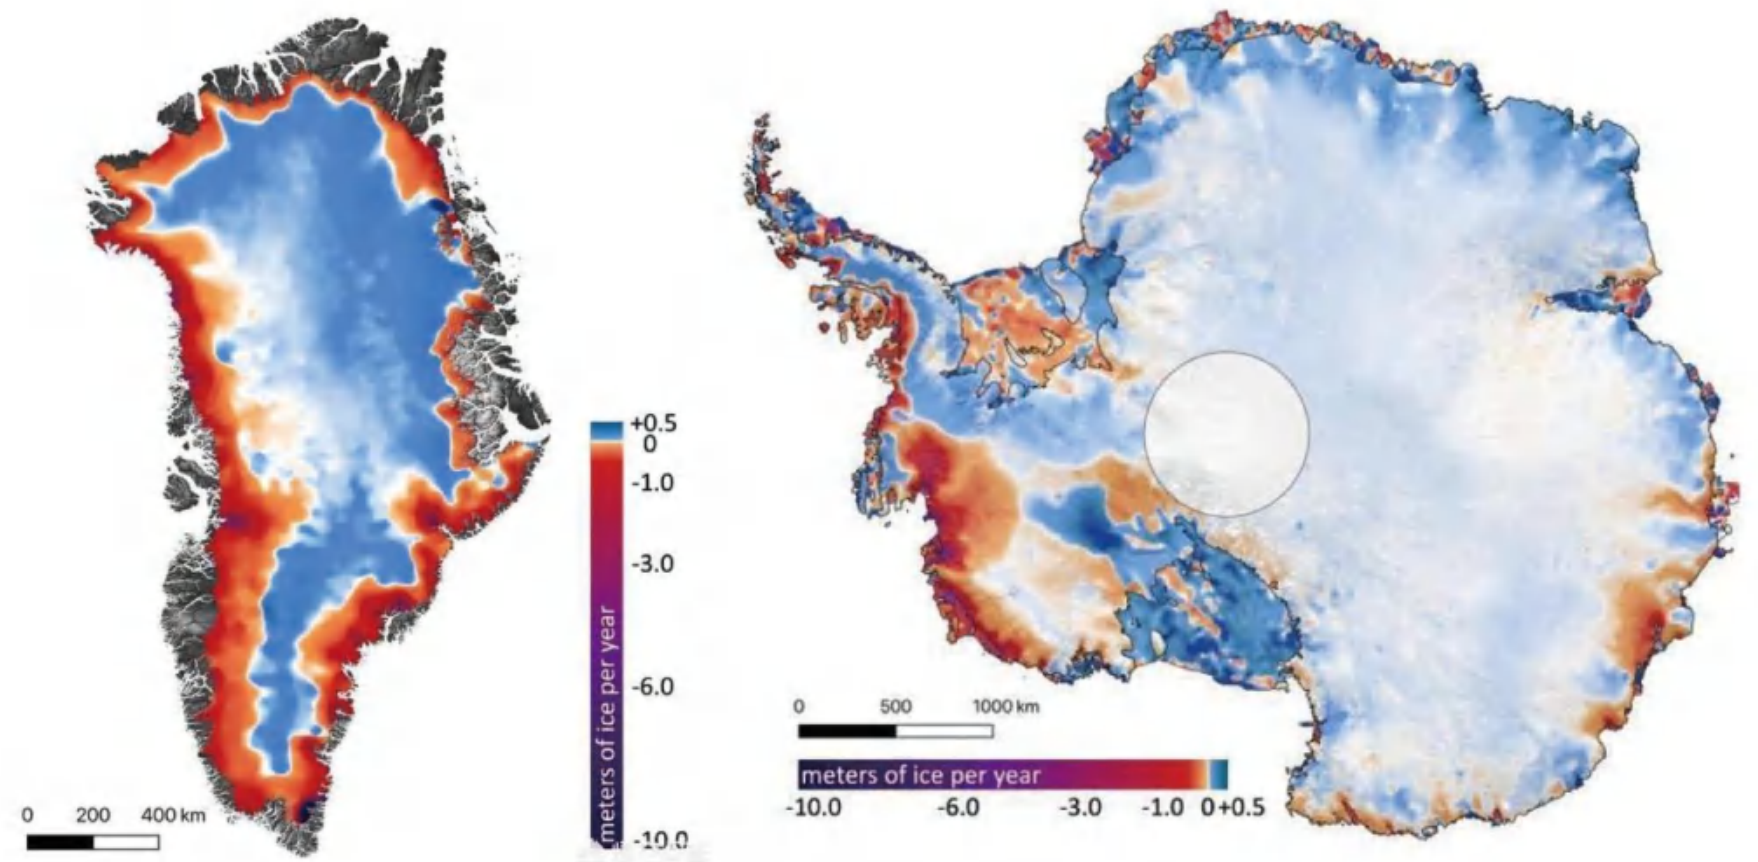 +0.5
0
-1.0
-3.0
-6.0
-10.0
meters of ice per year
0 200 400 km
0 500 1000 km
meters of ice per year
-10.0 -6.0 -3.0 -1.0 0 +0.5